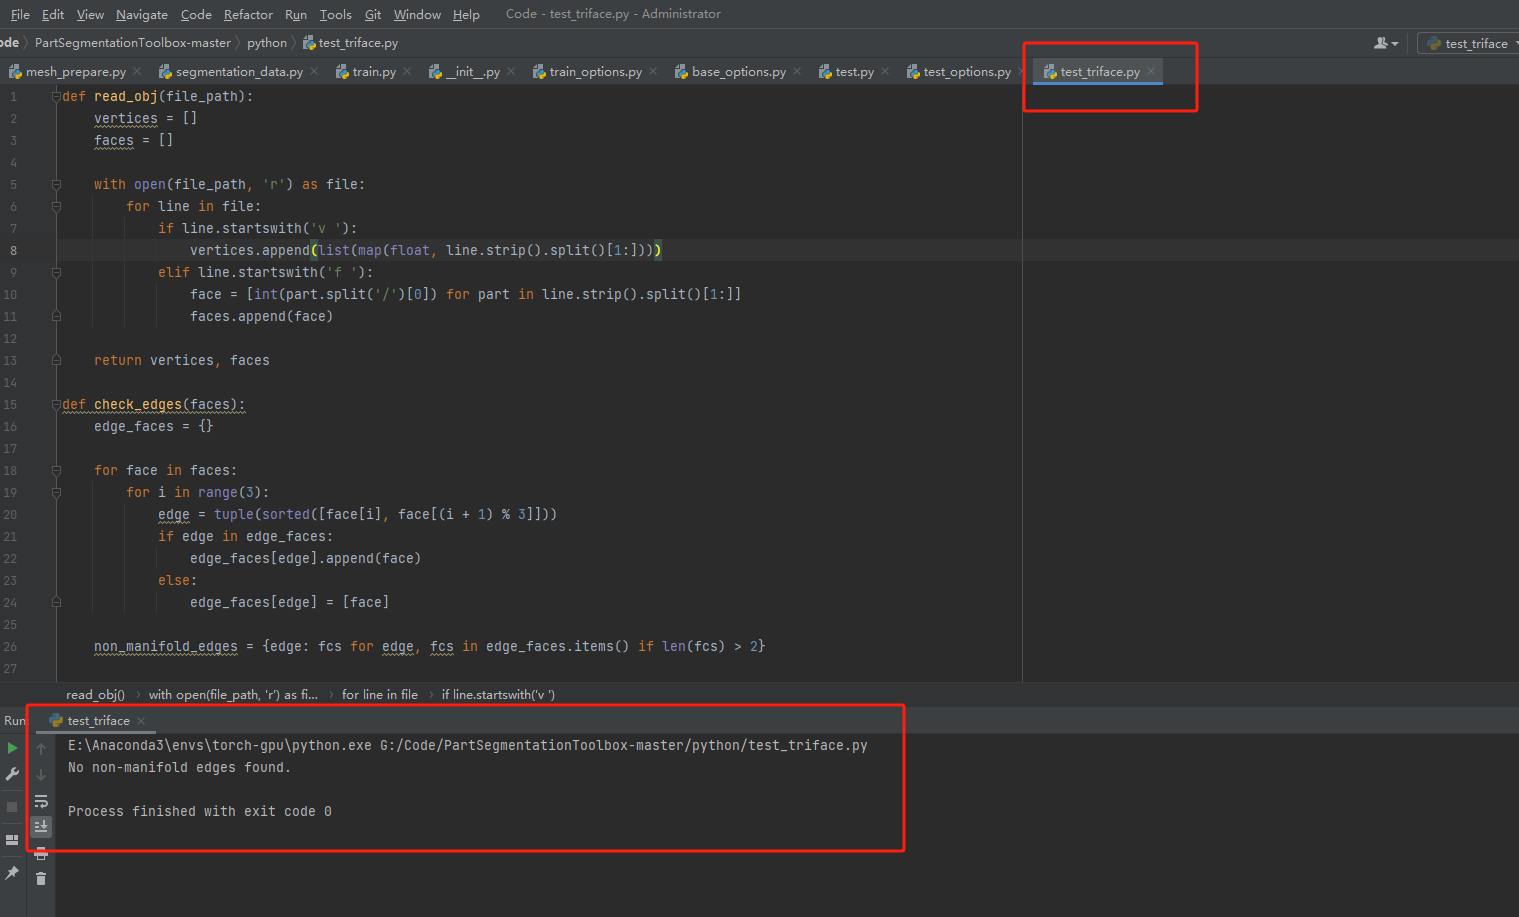 File Edit View Navigate Code Refactor Run Tools Git Window Help Code - test_triface.py - Administrator
ode PartSegmentationToolbox-master python test_triface.py test_triface
mesh_prepare.py segmentation_data.py train.py __init__.py train_options.py base_options.py test.py test_options.py test_triface.py
1 def read_obj(file_path):
2 vertices = []
3 faces = []
4
5 with open(file_path, 'r') as file:
6 for line in file:
7 if line.startswith('v '):
8 vertices.append(list(map(float, line.strip().split()[1:])))
9 elif line.startswith('f '):
10 face = [int(part.split('/')[0]) for part in line.strip().split()[1:]]
11 faces.append(face)
12
13 return vertices, faces
14
15 def check_edges(faces):
16 edge_faces = {}
17
18 for face in faces:
19 for i in range(3):
20 edge = tuple(sorted([face[i], face[(i + 1) % 3]]))
21 if edge in edge_faces:
22 edge_faces[edge].append(face)
23 else:
24 edge_faces[edge] = [face]
25
26 non_manifold_edges = {edge: fcs for edge, fcs in edge_faces.items() if len(fcs) > 2}
27
read_obj() with open(file_path, 'r') as fi... for line in file if line.startswith('v ')
Run test_triface
E:\Anaconda3\envs\torch-gpu\python.exe G:/Code/PartSegmentationToolbox-master/python/test_triface.py
No non-manifold edges found.
Process finished with exit code 0